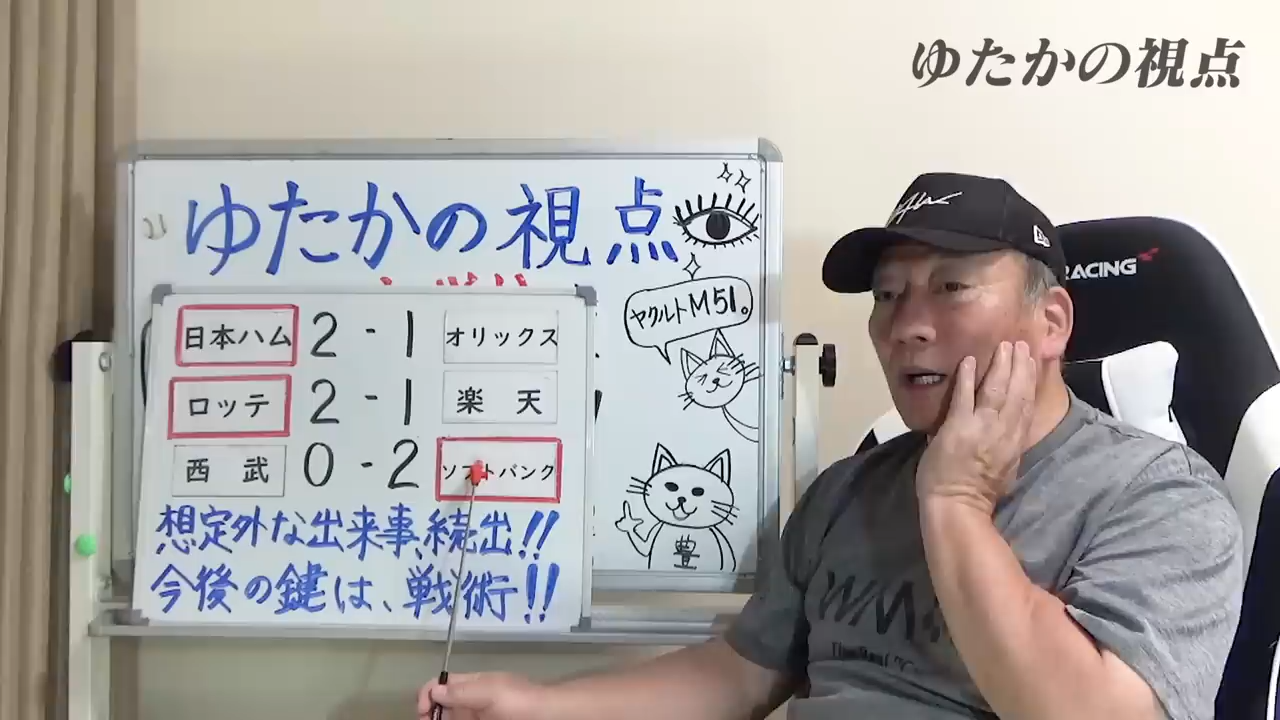 ゆたかの視点
ゆたかの視点
ヤクルトM51。
日本ハム 2-1 オリックス
ロッテ 2-1 楽天
西武 0-2 ソフトバンク
想定外な出来事続出!!
今後の鍵は、戦術!!
豊
RACING